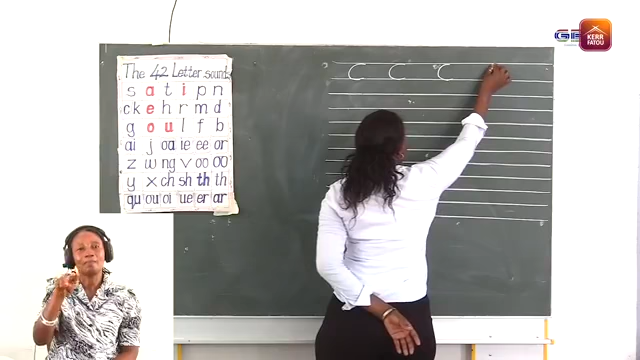 The 42 Letter sounds
s a t i p n
ck e h r m d
g o u l f b
ai j oa ie ee or
z w ng v oo oo
y x ch sh th th
qu ou oi ue er ar
c c c
KERR
FATOU